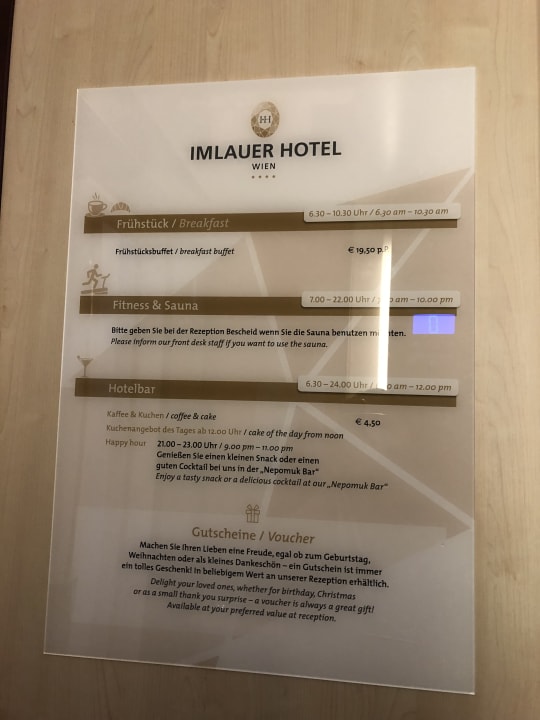 IMLAUER HOTEL
WIEN
Frühstück / Breakfast
6.30 – 10.30 Uhr / 6.30 am – 10.30 am
Frühstücksbuffet / breakfast buffet
€ 19,50 p.P
Fitness & Sauna
7.00 – 22.00 Uhr / am – 10.00 pm
Bitte geben Sie bei der Rezeption Bescheid wenn Sie die Sauna benutzen
Please inform our front desk staff if you want to use the sauna.
Hotelbar
6.30 – 24.00 Uhr / am – 12.00 pm
Kaffee & Kuchen / coffee & cake
€ 4,50
Kuchenangebot des Tages ab 12.00 Uhr / cake of the day from noon
Happy hour 21.00 – 23.00 Uhr / 9.00 pm – 11.00 pm
Genießen Sie einen kleinen Snack oder einen
guten Cocktail bei uns in der „Nepomuk Bar“
Enjoy a tasty snack or a delicious cocktail at our „Nepomuk Bar“
Gutscheine / Voucher
Machen Sie Ihren Lieben eine Freude, egal ob zum Geburtstag,
Weihnachten oder als kleines Dankeschön – ein Gutschein ist immer
ein tolles Geschenk! In beliebigem Wert an unserer Rezeption erhältlich.
Delight your loved ones, whether for birthday, Christmas
or as a small thank you surprise – a voucher is always a great gift!
Available at your preferred value at reception.